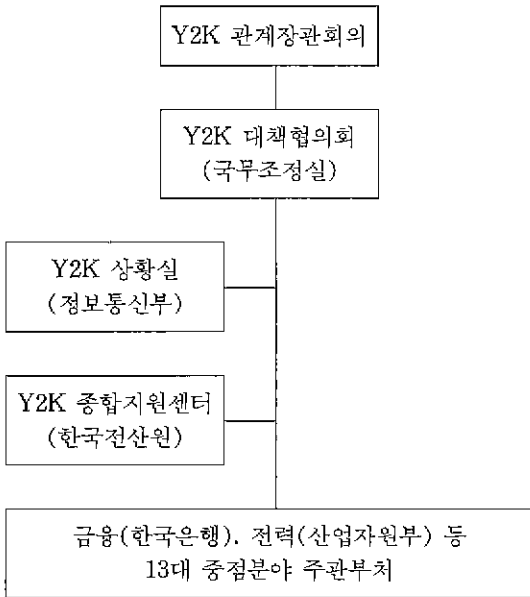 Y2K 관계장관회의
Y2K 대책협의회
(국무조정실)
Y2K 상황실
(정보통신부)
Y2K 종합지원센터
(한국전산원)
금융(한국은행). 전력(산업자원부) 등
13대 중점분야 주관부처